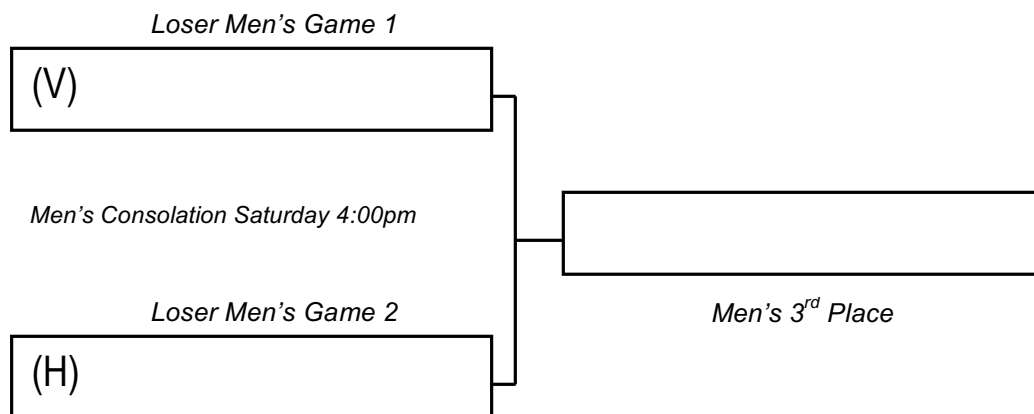 Loser Men’s Game 1
(V)
Men’s Consolation Saturday 4:00pm
Loser Men’s Game 2
Men’s 3rd Place
(H)